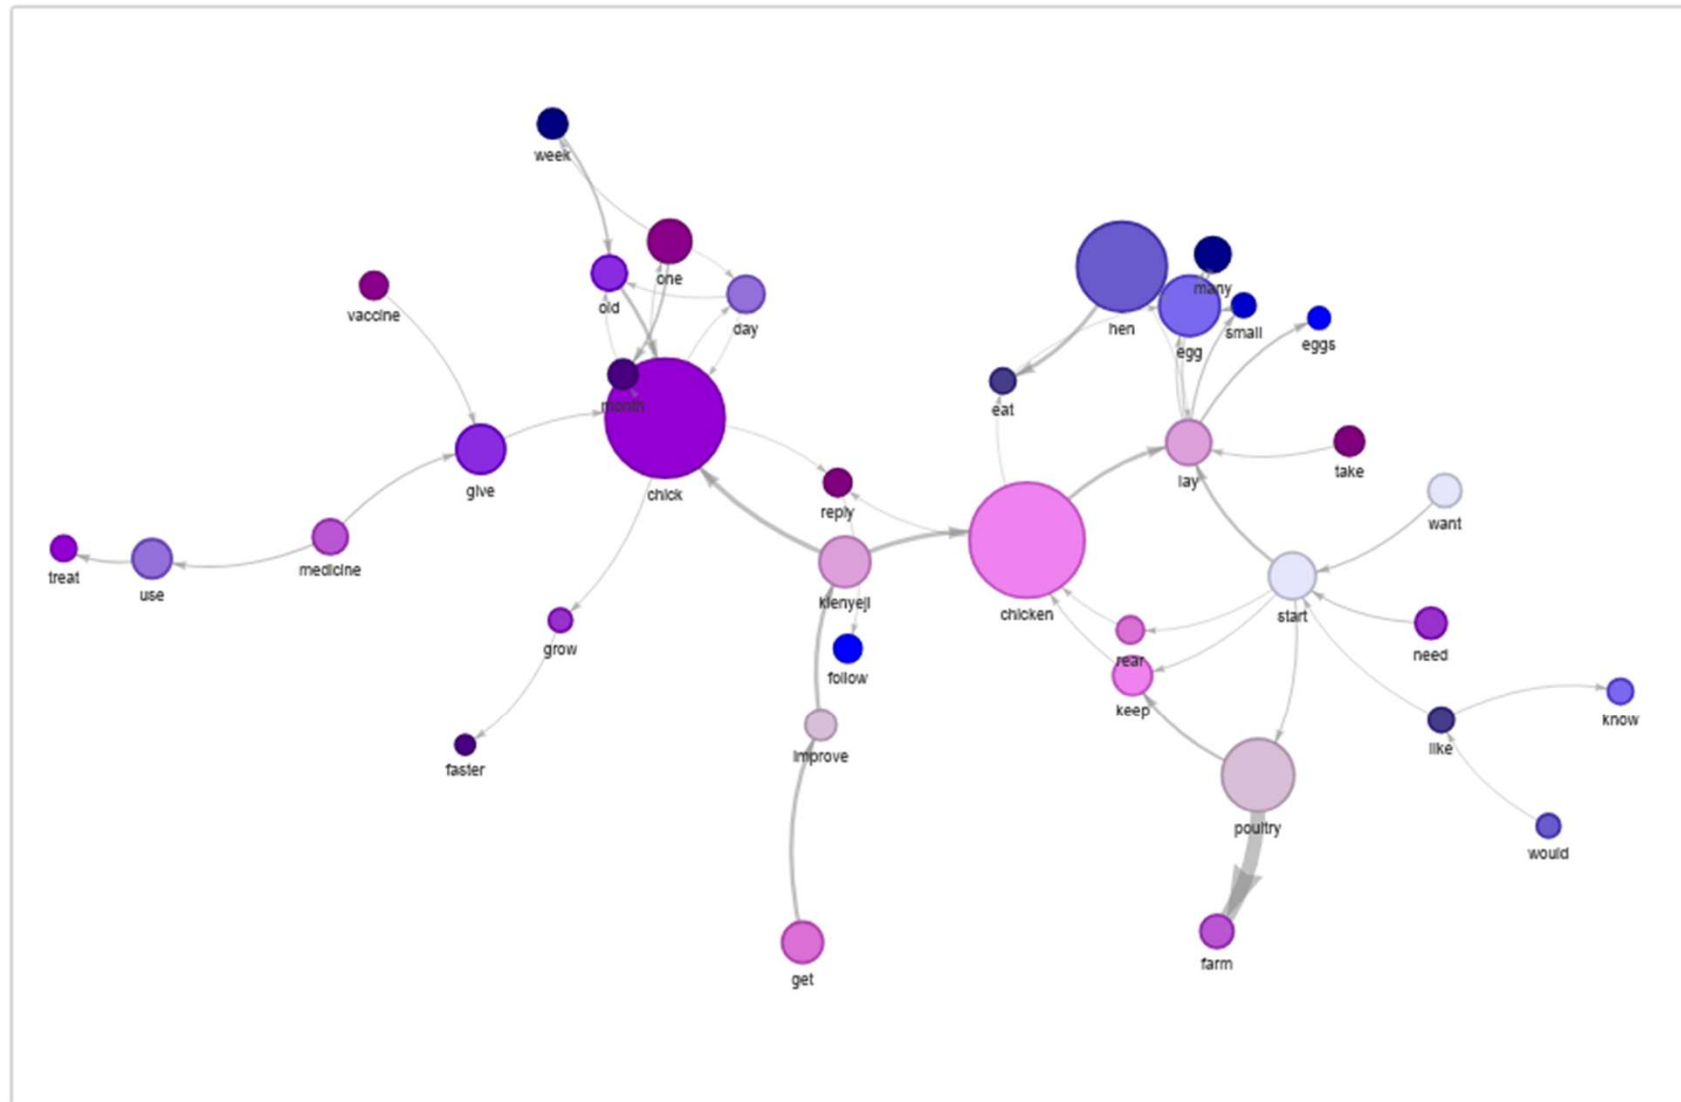 week
one
old
day
vaccine
month
chick
give
reply
medicine
treat
use
kienyeji
grow
follow
faster
improve
get
hen
many
egg
small
eggs
eat
lay
take
want
chicken
start
rear
need
keep
know
like
poultry
would
farm